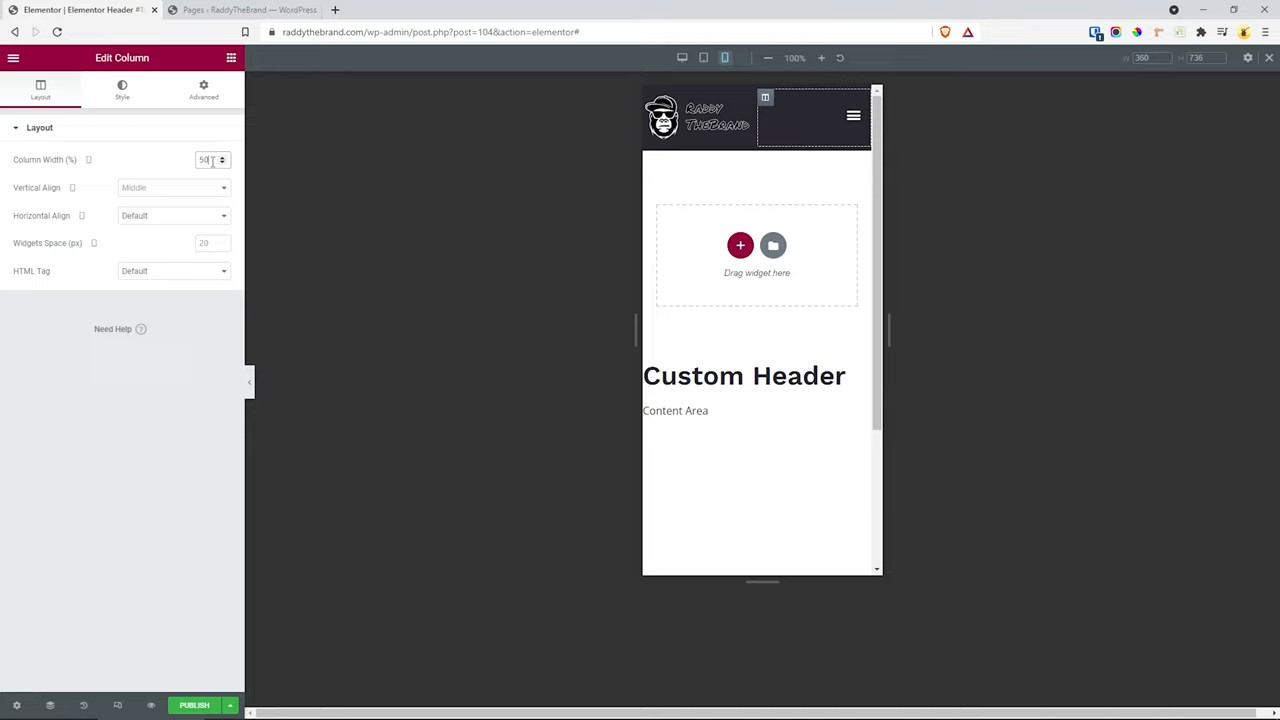 Elementor | Elementor Header #1
Pages ‹ RaddyTheBrand — WordPress
raddythebrand.com/wp-admin/post.php?post=104&action=elementor#
Edit Column
100%
W 360
H 736
Layout
Style
Advanced
Layout
Column Width (%)
50
Vertical Align
Middle
Horizontal Align
Default
Widgets Space (px)
20
HTML Tag
Default
Need Help
?
Raddy
TheBrand
Drag widget here
Custom Header
Content Area
PUBLISH